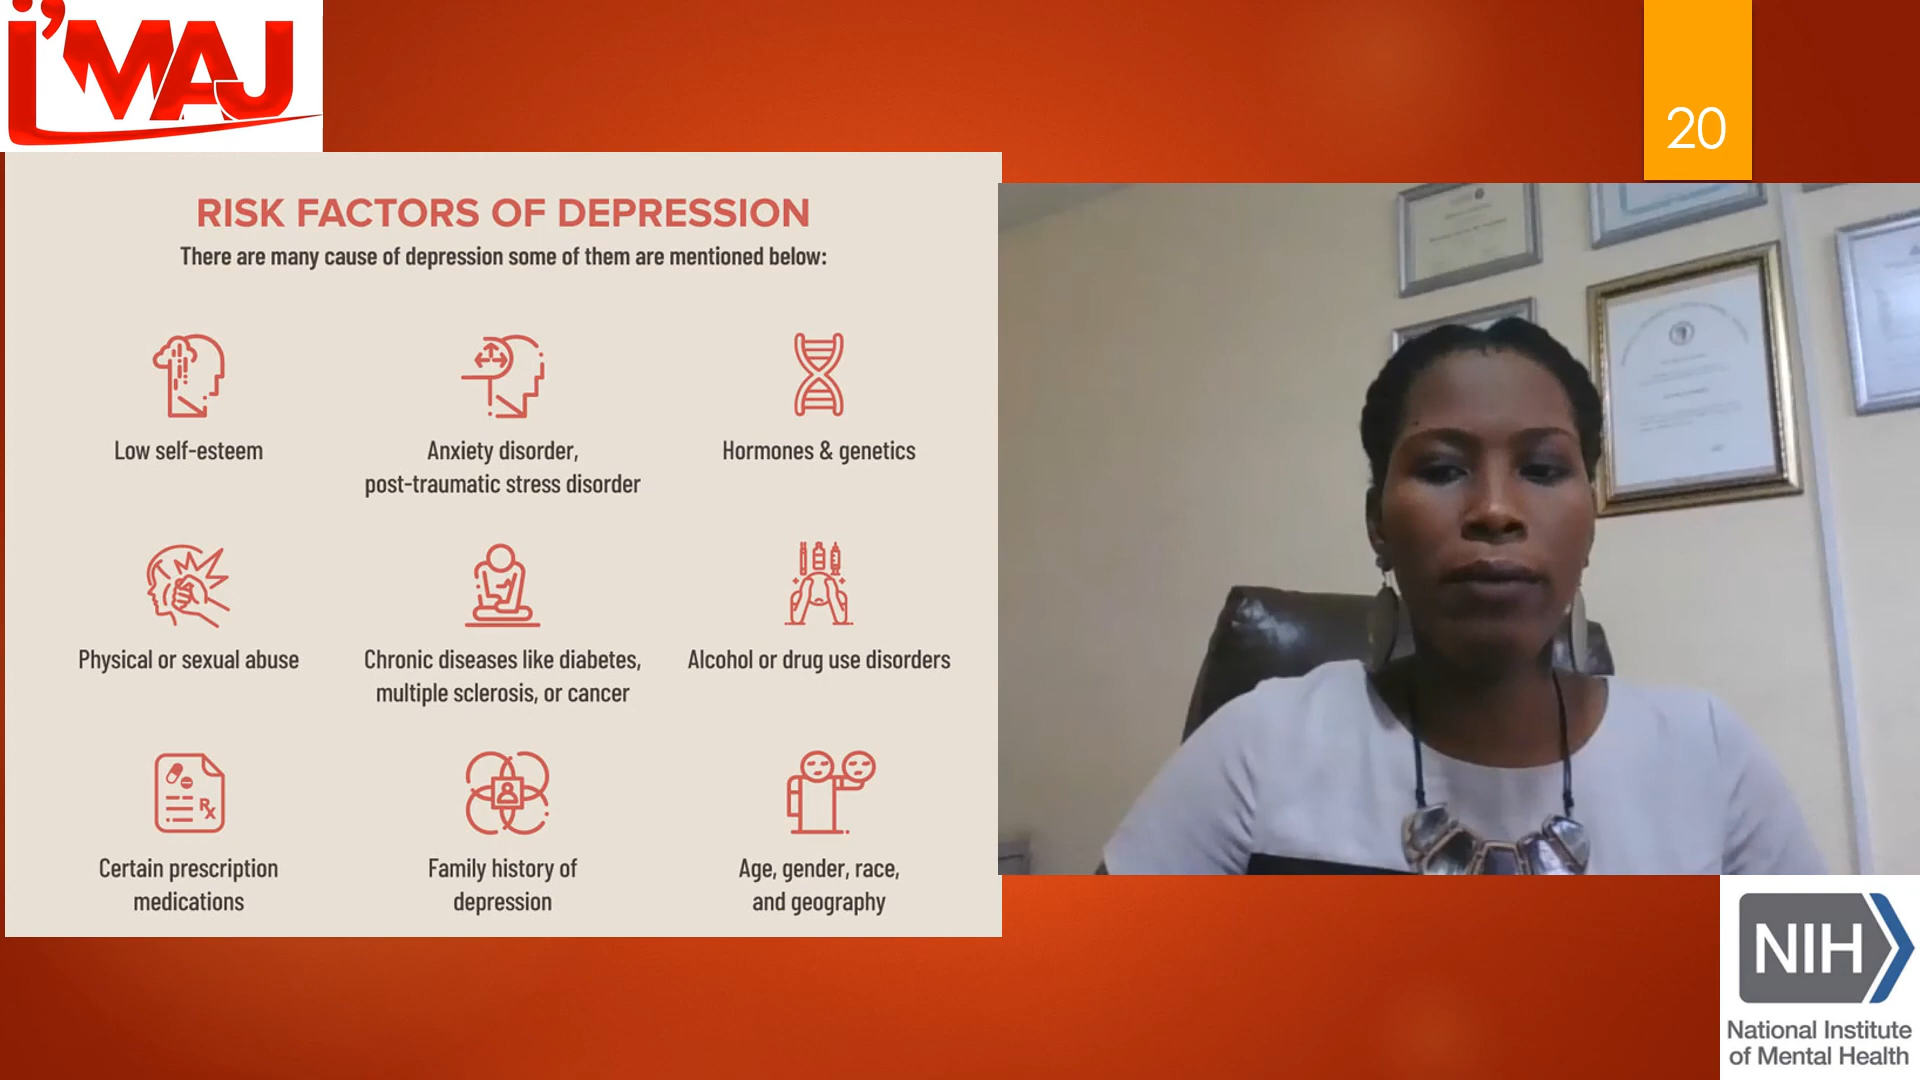 i'MAJ
20
RISK FACTORS OF DEPRESSION
There are many cause of depression some of them are mentioned below:
Low self-esteem
Anxiety disorder,
post-traumatic stress disorder
Hormones & genetics
Physical or sexual abuse
Chronic diseases like diabetes,
multiple sclerosis, or cancer
Alcohol or drug use disorders
Rx
Certain prescription
medications
Family history of
depression
Age, gender, race,
and geography
NIH
National Institute
of Mental Health